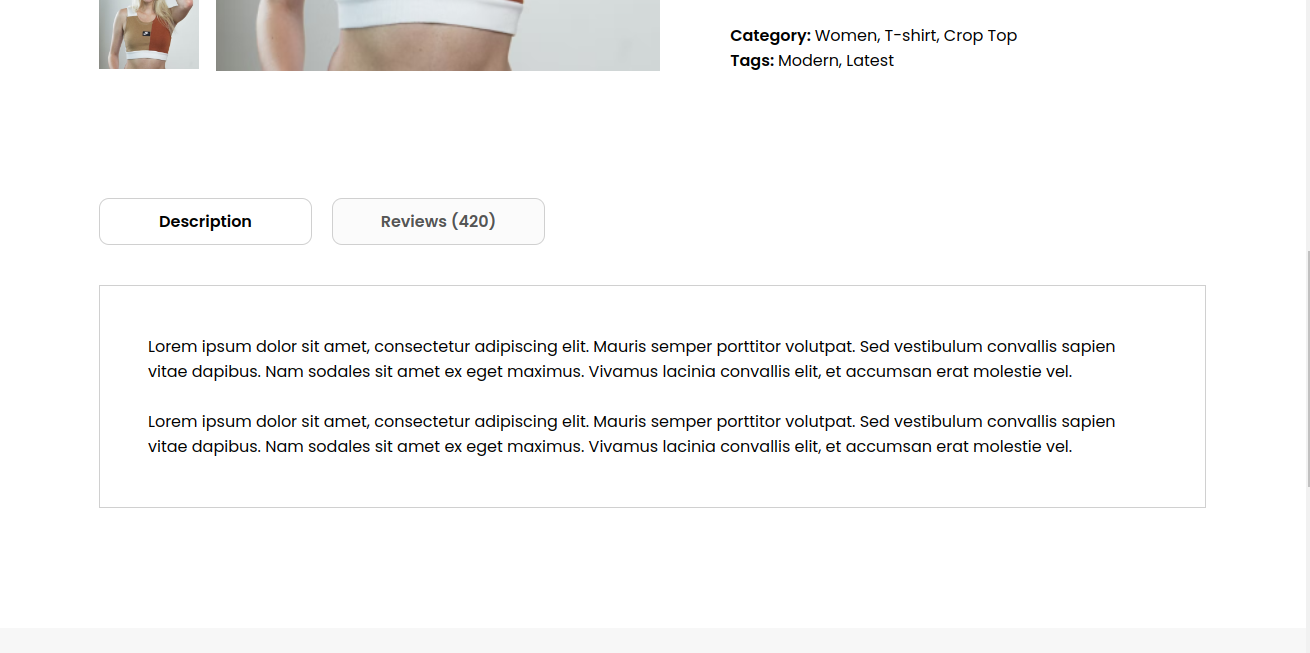 Category: Women, T-shirt, Crop Top
Tags: Modern, Latest
Description
Reviews (420)
Lorem ipsum dolor sit amet, consectetur adipiscing elit. Mauris semper porttitor volutpat. Sed vestibulum convallis sapien
vitae dapibus. Nam sodales sit amet ex eget maximus. Vivamus lacinia convallis elit, et accumsan erat molestie vel.
Lorem ipsum dolor sit amet, consectetur adipiscing elit. Mauris semper porttitor volutpat. Sed vestibulum convallis sapien
vitae dapibus. Nam sodales sit amet ex eget maximus. Vivamus lacinia convallis elit, et accumsan erat molestie vel.